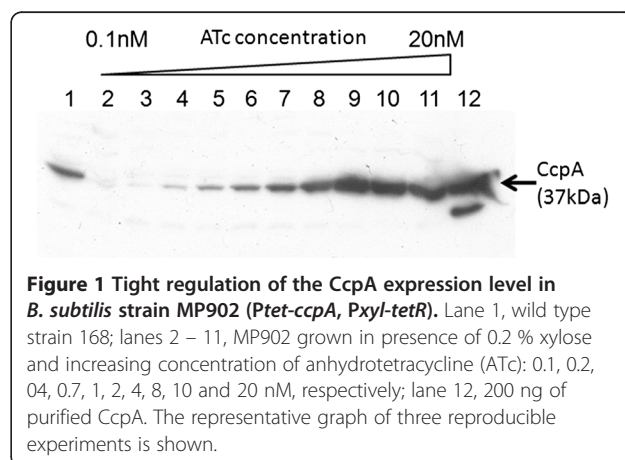 0.1nM ATc concentration 20nM
1 2 3 4 5 6 7 8 9 10 11 12
CcpA
(37kDa)
Figure 1 Tight regulation of the CcpA expression level in
B. subtilis strain MP902 (Ptet-ccpA, Pxyl-tetR). Lane 1, wild type
strain 168; lanes 2 – 11, MP902 grown in presence of 0.2 % xylose
and increasing concentration of anhydrotetracycline (ATc): 0.1, 0.2,
04, 0.7, 1, 2, 4, 8, 10 and 20 nM, respectively; lane 12, 200 ng of
purified CcpA. The representative graph of three reproducible
experiments is shown.